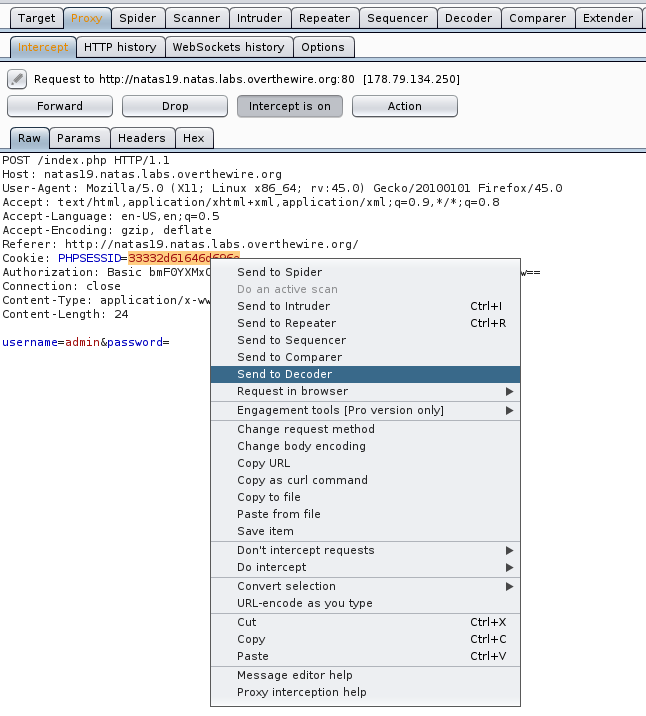 Target Proxy Spider Scanner Intruder Repeater Sequencer Decoder Comparer Extender
Intercept HTTP history WebSockets history Options
Request to http://natas19.natas.labs.overthewire.org:80 [178.79.134.250]
Forward Drop Intercept is on Action
Raw Params Headers Hex
POST /index.php HTTP/1.1
Host: natas19.natas.labs.overthewire.org
User-Agent: Mozilla/5.0 (X11; Linux x86_64; rv:45.0) Gecko/20100101 Firefox/45.0
Accept: text/html,application/xhtml+xml,application/xml;q=0.9,*/*;q=0.8
Accept-Language: en-US,en;q=0.5
Accept-Encoding: gzip, deflate
Referer: http://natas19.natas.labs.overthewire.org/
Cookie: PHPSESSID=33332d61646d696e
Authorization: Basic w==
Connection: close
Content-Type: application/x-ww
Content-Length: 24
username=admin&password=
Send to Spider
Do an active scan
Send to Intruder Ctrl+I
Send to Repeater Ctrl+R
Send to Sequencer
Send to Comparer
Send to Decoder
Request in browser
Engagement tools [Pro version only]
Change request method
Change body encoding
Copy URL
Copy as curl command
Copy to file
Paste from file
Save item
Don't intercept requests
Do intercept
Convert selection
URL-encode as you type
Cut Ctrl+X
Copy Ctrl+C
Paste Ctrl+V
Message editor help
Proxy interception help